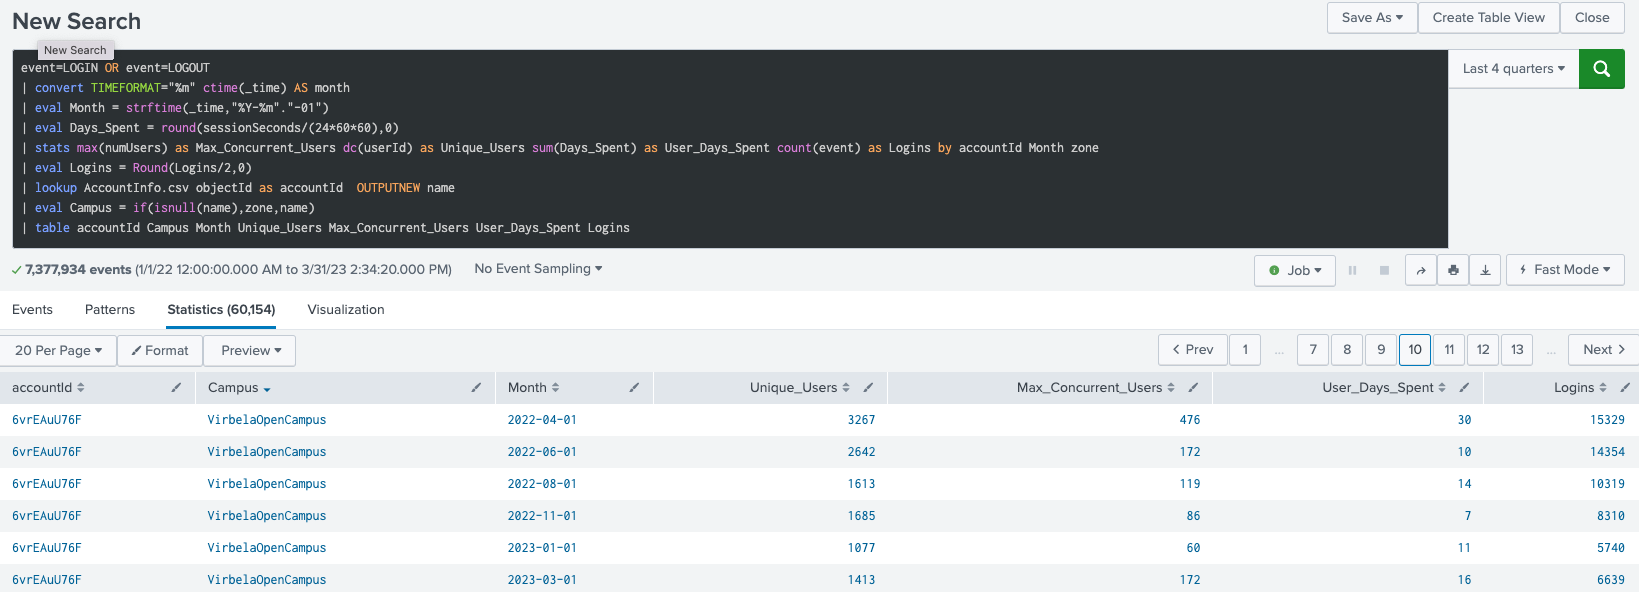 New Search
Save As
Create Table View
Close
New Search
event=LOGIN OR event=LOGOUT
| convert TIMEFORMAT="%m" ctime(_time) AS month
| eval Month = strftime(_time,"%Y-%m"."-01")
| eval Days_Spent = round(sessionSeconds/(24*60*60),0)
| stats max(numUsers) as Max_Concurrent_Users dc(userId) as Unique_Users sum(Days_Spent) as User_Days_Spent count(event) as Logins by accountId Month zone
| eval Logins = Round(Logins/2,0)
| lookup AccountInfo.csv objectId as accountId  OUTPUTNEW name
| eval Campus = if(isnull(name),zone,name)
| table accountId Campus Month Unique_Users Max_Concurrent_Users User_Days_Spent Logins
Last 4 quarters
7,377,934 events (1/1/22 12:00:00.000 AM to 3/31/23 2:34:20.000 PM)
No Event Sampling
Job
Fast Mode
Events Patterns Statistics (60,154) Visualization
20 Per Page Format Preview
Prev 1 ... 7 8 9 10 11 12 13 ... Next
accountId Campus Month Unique_Users Max_Concurrent_Users User_Days_Spent Logins
6vrEAuU76F VirbelaOpenCampus 2022-04-01 3267 476 30 15329
6vrEAuU76F VirbelaOpenCampus 2022-06-01 2642 172 10 14354
6vrEAuU76F VirbelaOpenCampus 2022-08-01 1613 119 14 10319
6vrEAuU76F VirbelaOpenCampus 2022-11-01 1685 86 7 8310
6vrEAuU76F VirbelaOpenCampus 2023-01-01 1077 60 11 5740
6vrEAuU76F VirbelaOpenCampus 2023-03-01 1413 172 16 6639